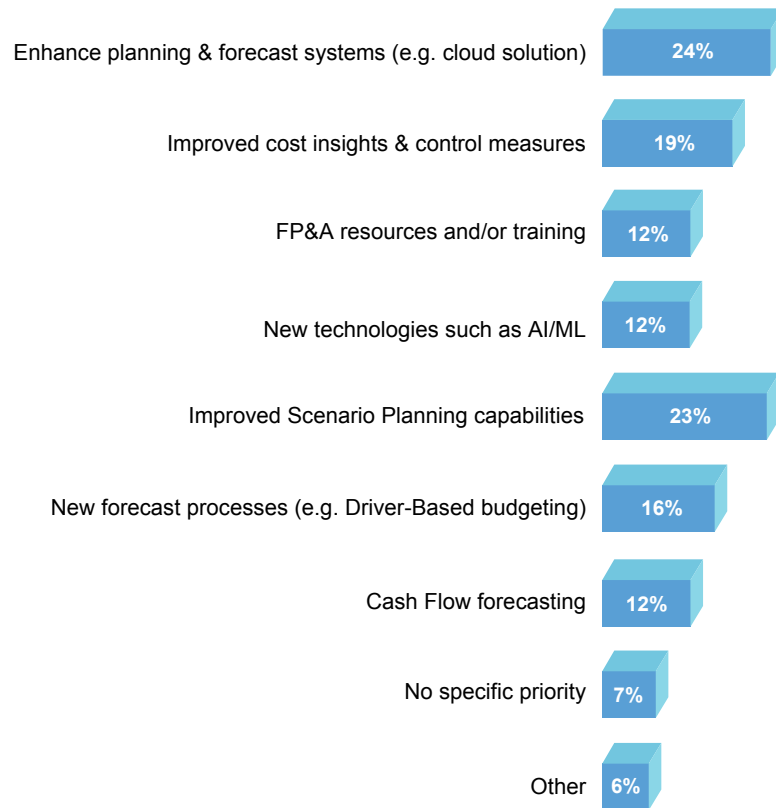 Enhance planning & forecast systems (e.g. cloud solution) 24%
Improved cost insights & control measures 19%
FP&A resources and/or training 12%
New technologies such as AI/ML 12%
Improved Scenario Planning capabilities 23%
New forecast processes (e.g. Driver-Based budgeting) 16%
Cash Flow forecasting 12%
No specific priority 7%
Other 6%